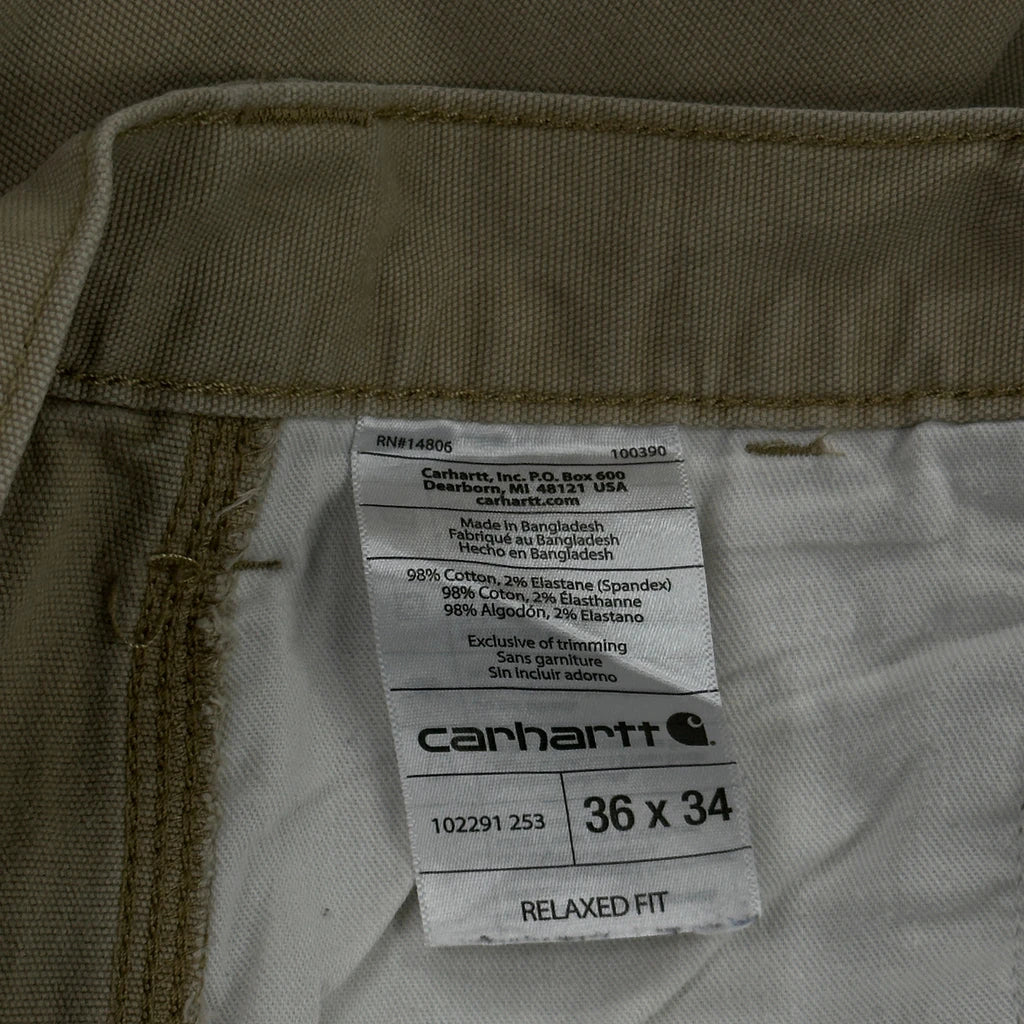 RN#14806
100390
Carhartt, Inc. P.O. Box 600
Dearborn, MI 48121 USA
carhartt.com
Made in Bangladesh
Fabriqué au Bangladesh
Hecho en Bangladesh
98% Cotton, 2% Elastane (Spandex)
98% Coton, 2% Élasthanne
98% Algodón, 2% Elastano
Exclusive of trimming
Sans garniture
Sin incluir adorno
carhartt
102291 253
36 x 34
RELAXED FIT